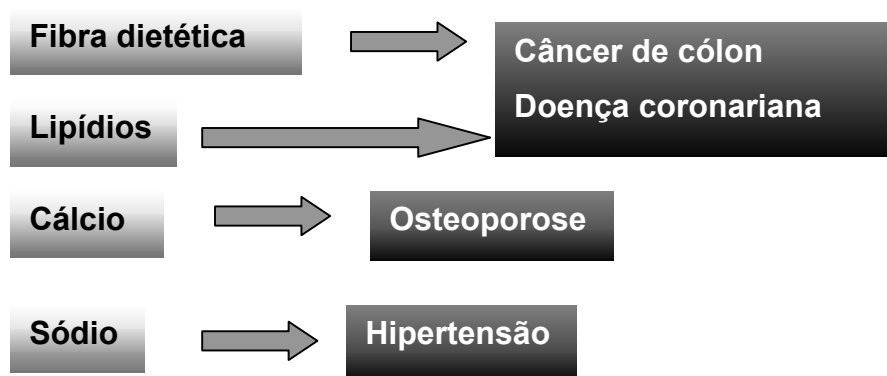 Fibra dietética
Câncer de cólon
Doença coronariana
Lipídios
Cálcio
Osteoporose
Sódio
Hipertensão